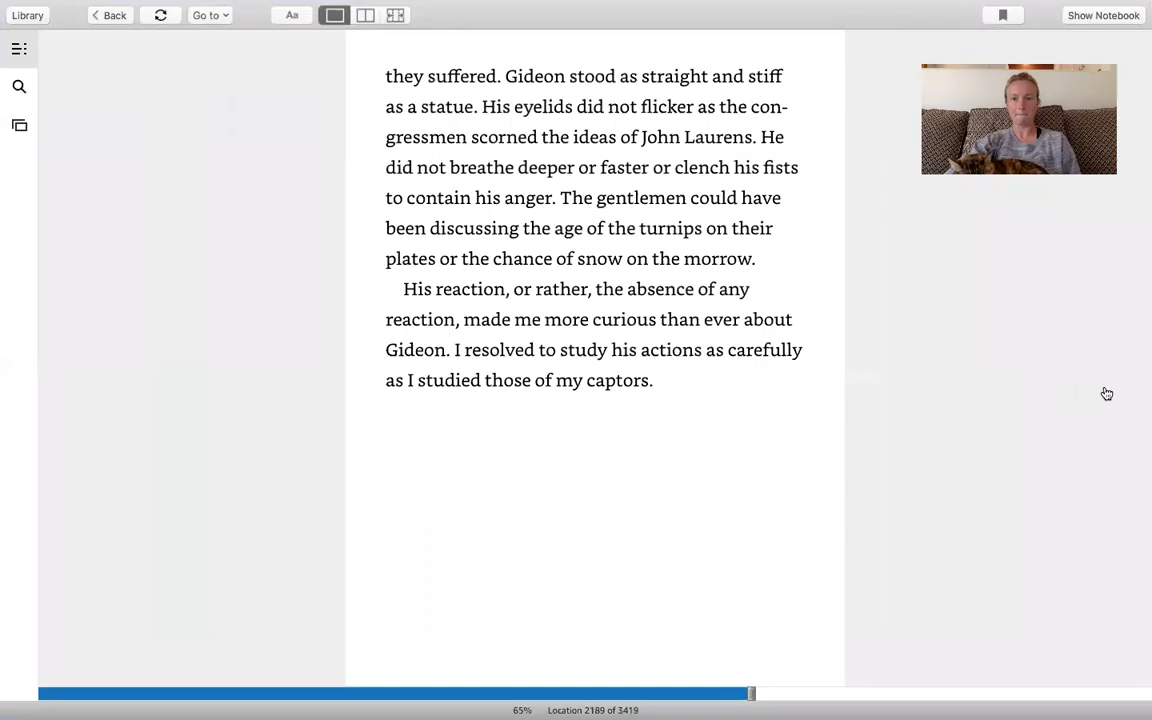 Library
Back
Go to
Aa
Show Notebook
they suffered. Gideon stood as straight and stiff
as a statue. His eyelids did not flicker as the con-
gressmen scorned the ideas of John Laurens. He
did not breathe deeper or faster or clench his fists
to contain his anger. The gentlemen could have
been discussing the age of the turnips on their
plates or the chance of snow on the morrow.
His reaction, or rather, the absence of any
reaction, made me more curious than ever about
Gideon. I resolved to study his actions as carefully
as I studied those of my captors.
65% Location 2189 of 3419